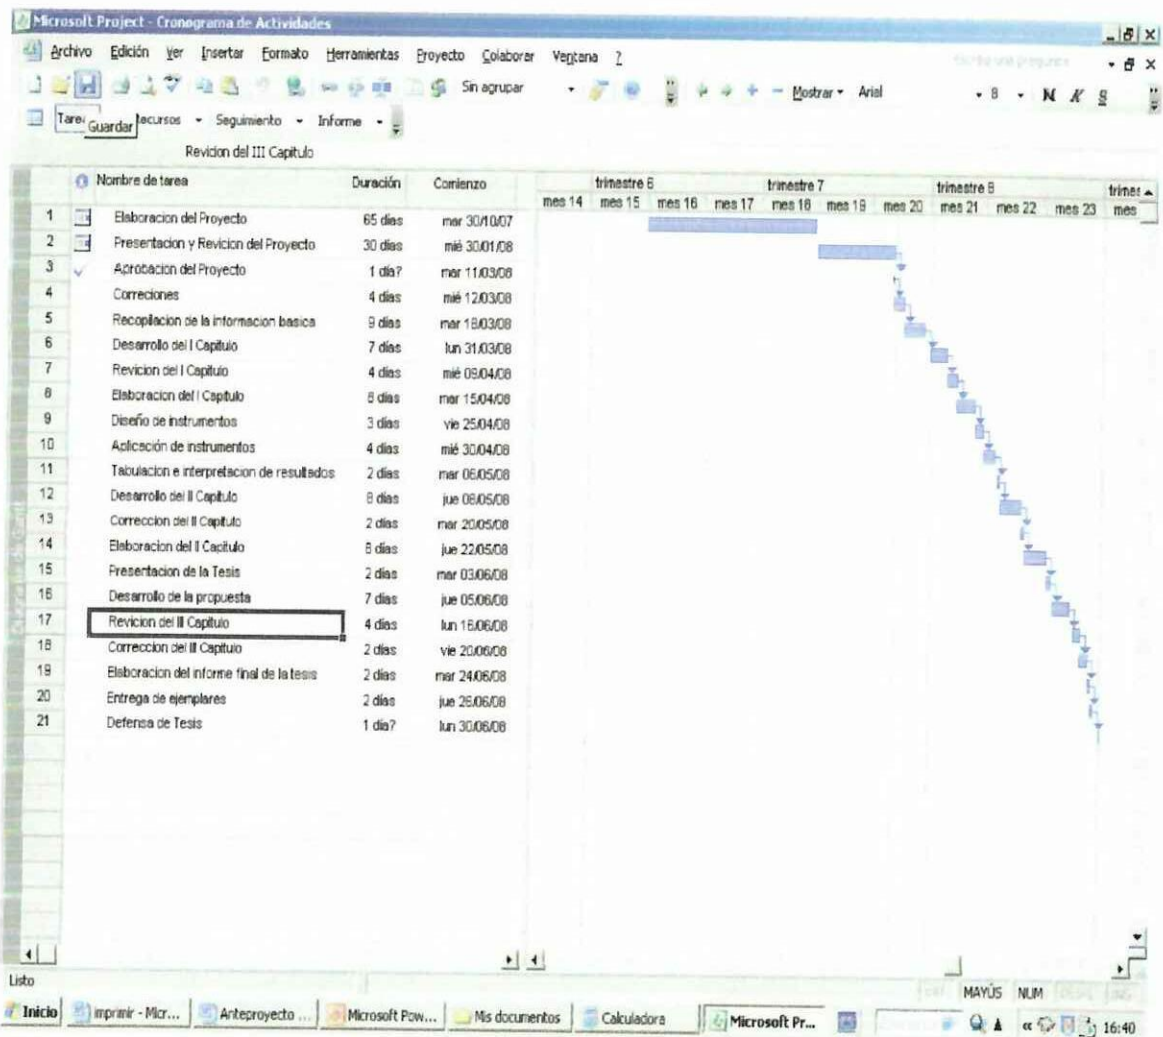 Microsoft Project - Cronograma de Actividades
Archivo Edición Ver Insertar Formato Herramientas Proyecto Colaborar Ventana ?
Sin agrupar Mostrar Arial 8 N K S
Guardar Recursos Seguimiento Informe
Revicion del III Capitulo
Nombre de tarea Duración Comienzo trimestre 6 trimestre 7 trimestre 8
mes 14 mes 15 mes 16 mes 17 mes 18 mes 19 mes 20 mes 21 mes 22 mes 23 mes
1 Elaboracion del Proyecto 65 días mar 30/10/07
2 Presentacion y Revicion del Proyecto 30 días mié 30/01/08
3 Aprobacion del Proyecto 1 día? mar 11/03/08
4 Correciones 4 días mié 12/03/08
5 Recopilacion de la informacion basica 9 días mar 18/03/08
6 Desarrollo del I Capitulo 7 días lun 31/03/08
7 Revicion del I Capitulo 4 días mié 09/04/08
8 Elaboracion del I Capitulo 8 días mar 15/04/08
9 Diseño de instrumentos 3 días vie 25/04/08
10 Aplicación de instrumentos 4 días mié 30/04/08
11 Tabulacion e interpretacion de resultados 2 días mar 06/05/08
12 Desarrollo del II Capitulo 8 días jue 08/05/08
13 Correccion del II Capitulo 2 días mar 20/05/08
14 Elaboracion del II Capitulo 8 días jue 22/05/08
15 Presentacion de la Tesis 2 días mar 03/06/08
16 Desarrollo de la propuesta 7 días jue 05/06/08
17 Revicion del III Capitulo 4 días lun 16/06/08
18 Correccion del III Capitulo 2 días vie 20/06/08
19 Elaboracion del informe final de la tesis 2 días mar 24/06/08
20 Entrega de ejemplares 2 días jue 26/06/08
21 Defensa de Tesis 1 día? lun 30/06/08
Listo MAYÚS NUM
Inicio imprimir - Micr... Anteproyecto ... Microsoft Pow... Mis documentos Calculadora Microsoft Pr... 16:40